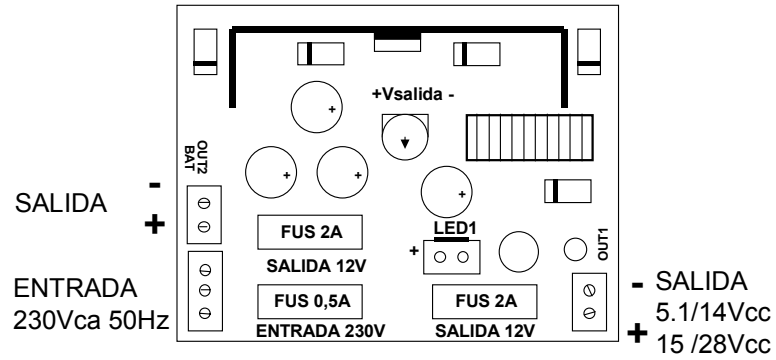 +Vsalida -
OUT2
BAT
-
SALIDA
+
FUS 2A
SALIDA 12V
LED1
+
OUT1
ENTRADA
230Vca 50Hz
FUS 0,5A
ENTRADA 230V
FUS 2A
SALIDA 12V
- SALIDA
5.1/14Vcc
+ 15 /28Vcc
+
+
+
+